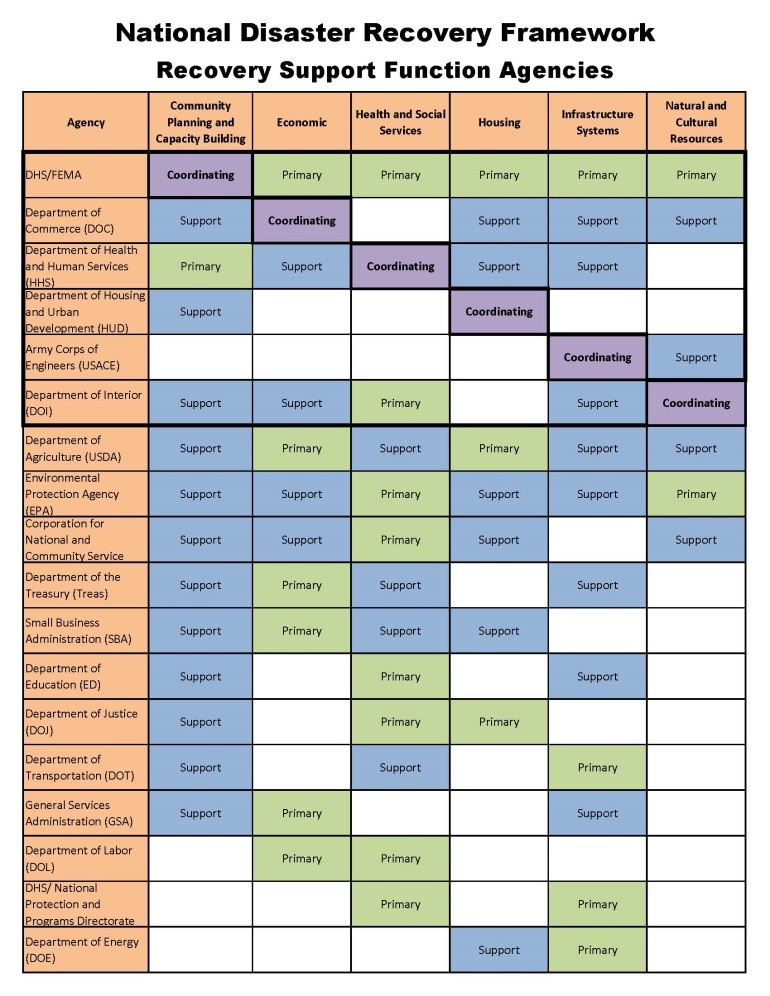 National Disaster Recovery Framework
Recovery Support Function Agencies
Agency
Community
Planning and
Capacity Building
Economic
Health and Social
Services
Housing
Infrastructure
Systems
Natural and
Cultural
Resources
DHS/FEMA
Coordinating
Primary
Primary
Primary
Primary
Primary
Department of
Commerce (DOC)
Support
Coordinating
Support
Support
Support
Department of Health
and Human Services
(HHS)
Primary
Support
Coordinating
Support
Support
Department of Housing
and Urban
Development (HUD)
Support
Coordinating
Army Corps of
Engineers (USACE)
Coordinating
Support
Department of Interior
(DOI)
Support
Support
Primary
Support
Coordinating
Department of
Agriculture (USDA)
Support
Primary
Support
Primary
Support
Support
Environmental
Protection Agency
(EPA)
Support
Support
Primary
Support
Support
Primary
Corporation for
National and
Community Service
Support
Support
Primary
Support
Support
Department of the
Treasury (Treas)
Support
Primary
Support
Support
Small Business
Administration (SBA)
Support
Primary
Support
Support
Department of
Education (ED)
Support
Primary
Support
Department of Justice
(DOJ)
Support
Primary
Primary
Department of
Transportation (DOT)
Support
Support
Primary
General Services
Administration (GSA)
Support
Primary
Support
Department of Labor
(DOL)
Primary
Primary
DHS/ National
Protection and
Programs Directorate
Primary
Primary
Department of Energy
(DOE)
Support
Primary